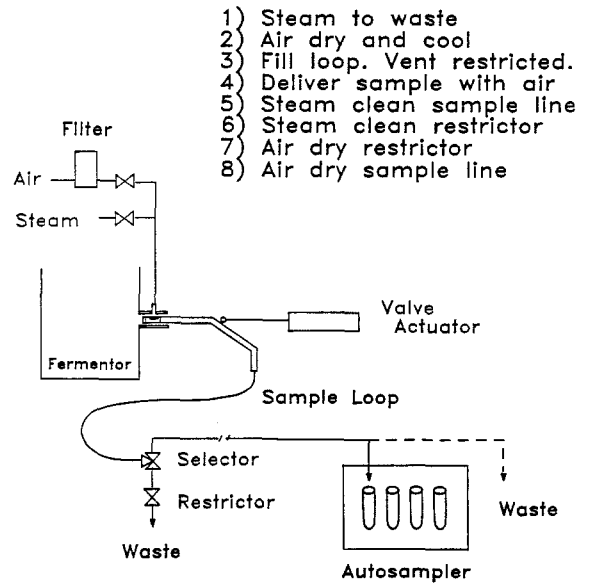 1) Steam to waste
2) Air dry and cool
3) Fill loop. Vent restricted.
4) Deliver sample with air
5) Steam clean sample line
6) Steam clean restrictor
7) Air dry restrictor
8) Air dry sample line
Filter
Air
Steam
Valve
Actuator
Fermentor
Sample Loop
Selector
Restrictor
Waste
Waste
Autosampler